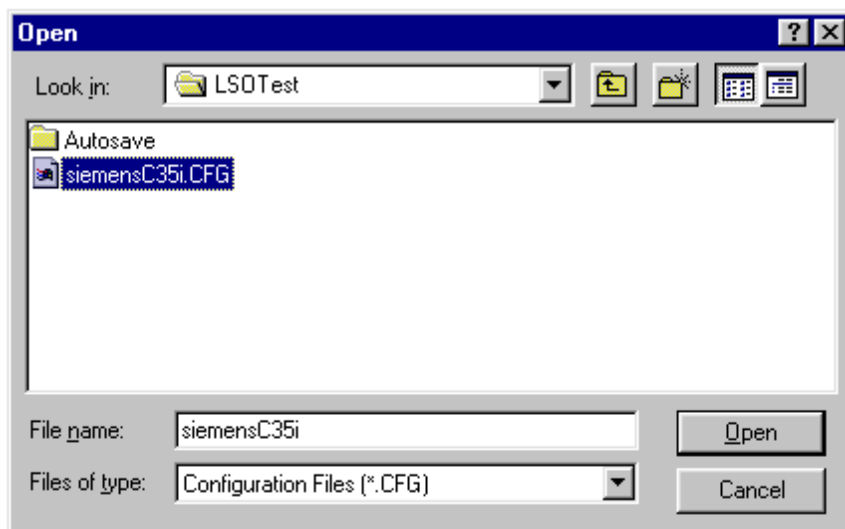 Open
Look in: LSOTest
Autosave
siemensC35i.CFG
File name: siemensC35i Open
Files of type: Configuration Files (*.CFG) Cancel